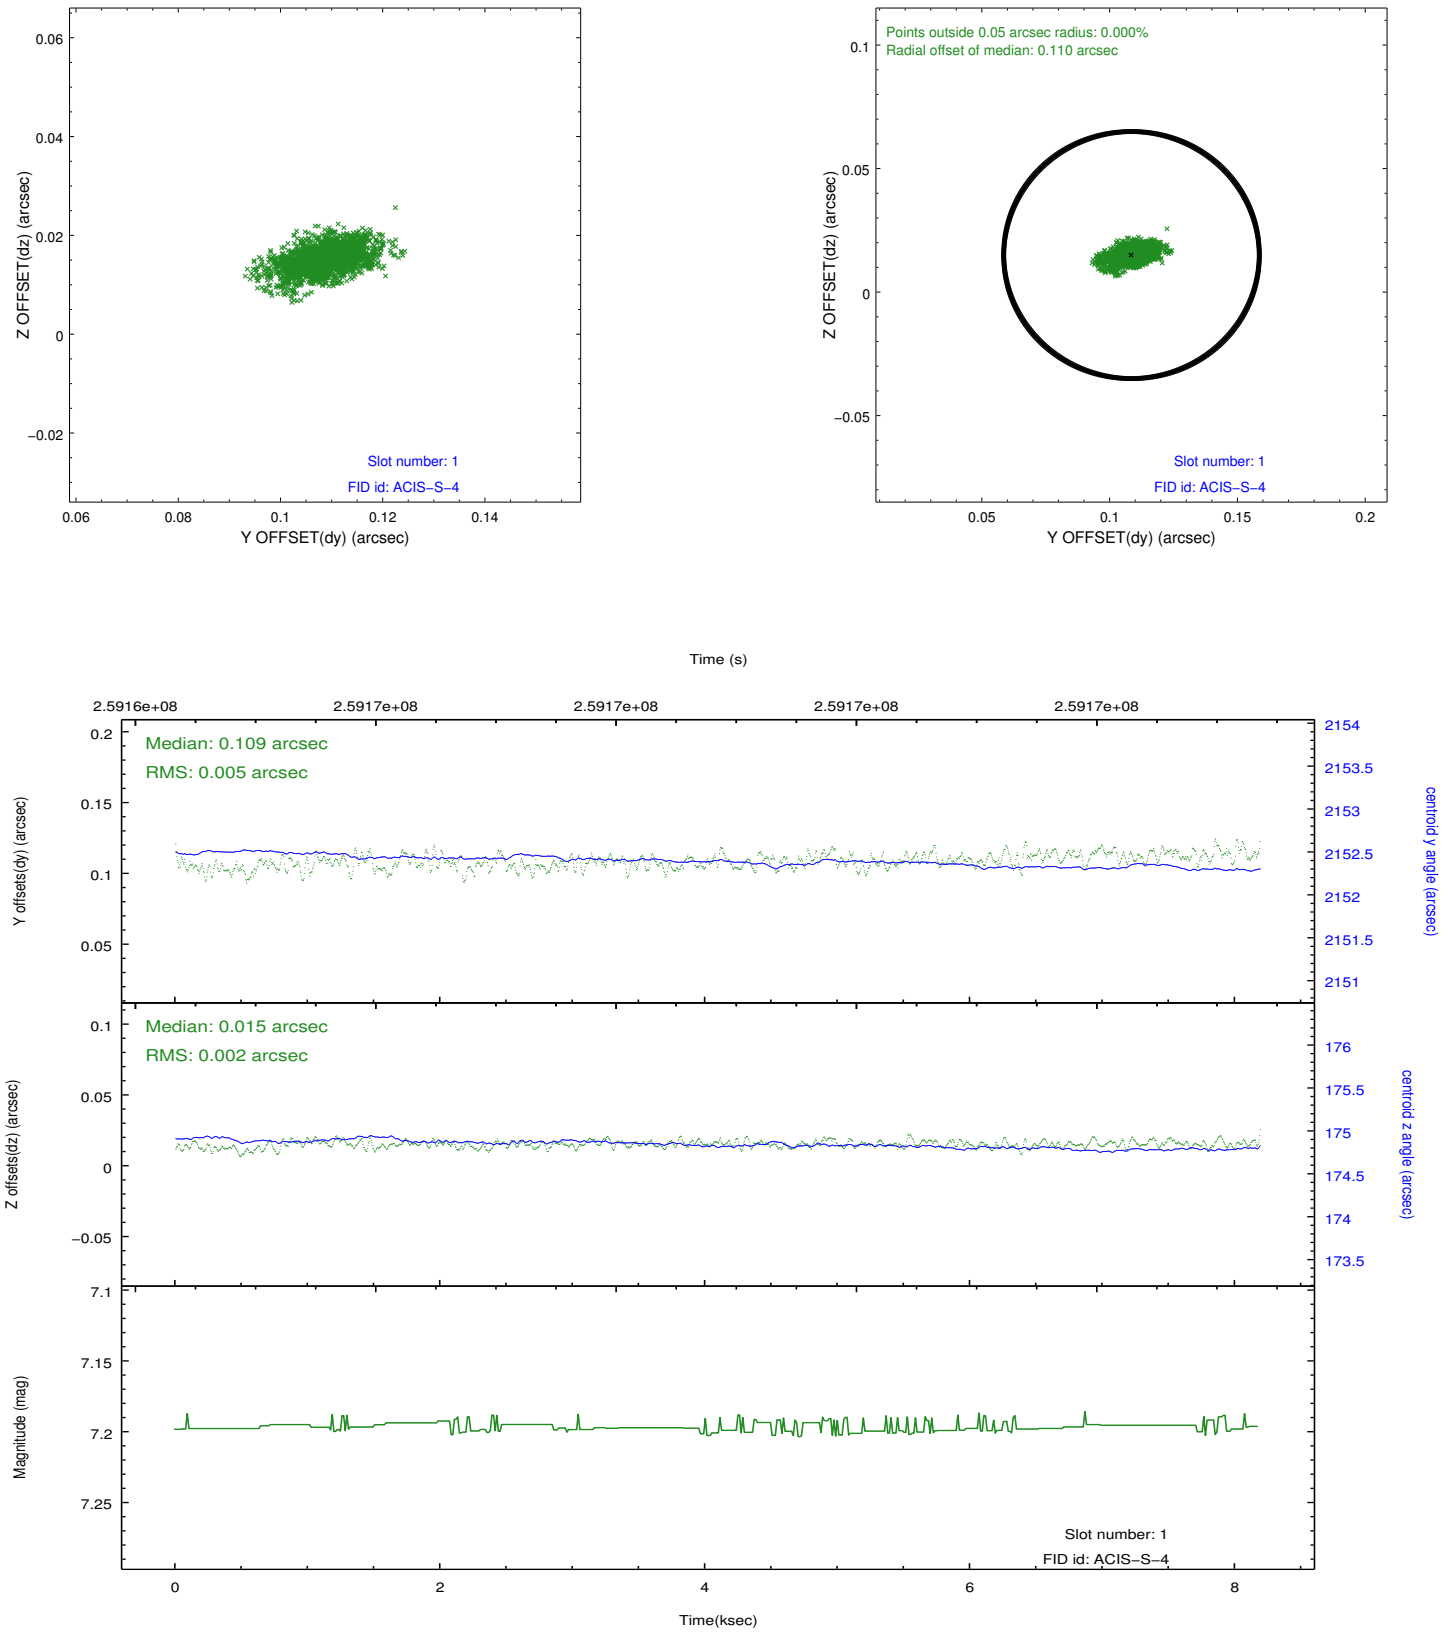 0.06
0.04
0.02
0
−0.02
Z OFFSET(dz) (arcsec)
Slot number: 1
FID id: ACIS−S−4
0.06 0.08 0.1 0.12 0.14
Y OFFSET(dy) (arcsec)
Points outside 0.05 arcsec radius: 0.000%
Radial offset of median: 0.110 arcsec
0.1
0.05
0
−0.05
Z OFFSET(dz) (arcsec)
Slot number: 1
FID id: ACIS−S−4
0.05 0.1 0.15 0.2
Y OFFSET(dy) (arcsec)
Time (s)
2.5916e+08 2.5917e+08 2.5917e+08 2.5917e+08 2.5917e+08
Median: 0.109 arcsec
RMS: 0.005 arcsec
0.2
0.15
0.1
0.05
Y offsets(dy) (arcsec)
2154
2153.5
2153
2152.5
2152
2151.5
2151
centroid y angle (arcsec)
Median: 0.015 arcsec
RMS: 0.002 arcsec
0.1
0.05
0
−0.05
Z offsets(dz) (arcsec)
176
175.5
175
174.5
174
173.5
centroid z angle (arcsec)
7.1
7.15
7.2
7.25
Magnitude (mag)
Slot number: 1
FID id: ACIS−S−4
0 2 4 6 8
Time(ksec)